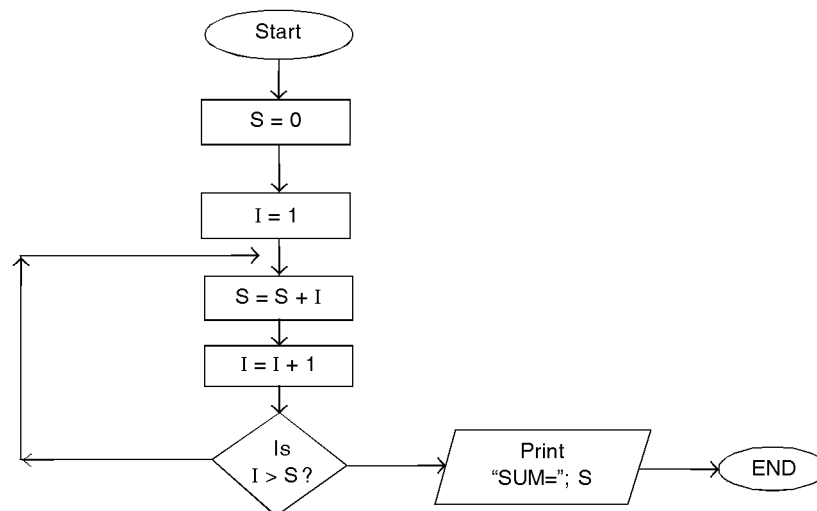 Start
S = 0
I = 1
S = S + I
I = I + 1
Is
I > S?
Print
“SUM=”; S
END